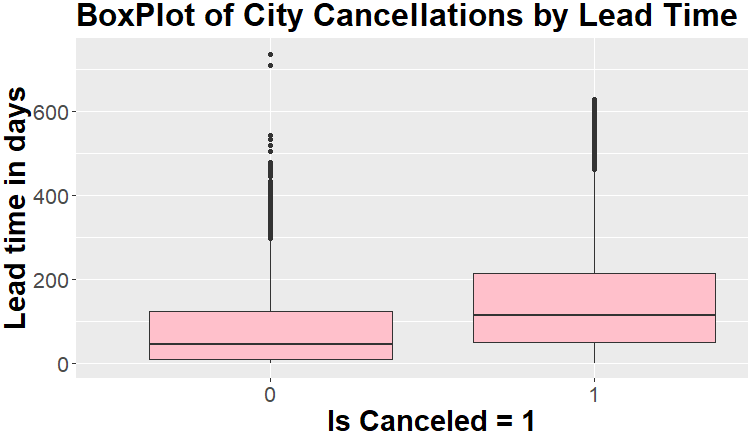 BoxPlot of City Cancellations by Lead Time
Lead time in days
600
400
200
0
0 1
Is Canceled = 1